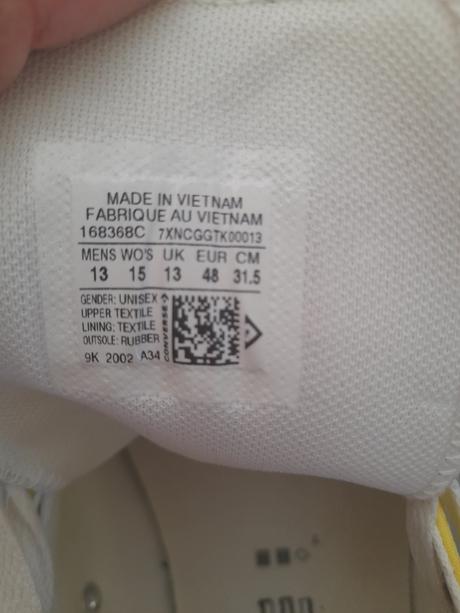 MADE IN VIETNAM
FABRIQUE AU VIETNAM
168368C 7XNCGGTK00013
MENS WO'S UK EUR CM
13 15 13 48 31.5
GENDER: UNISEX
UPPER TEXTILE
LINING: TEXTILE
OUTSOLE: RUBBER
9K 2002 A34
CONVERSE